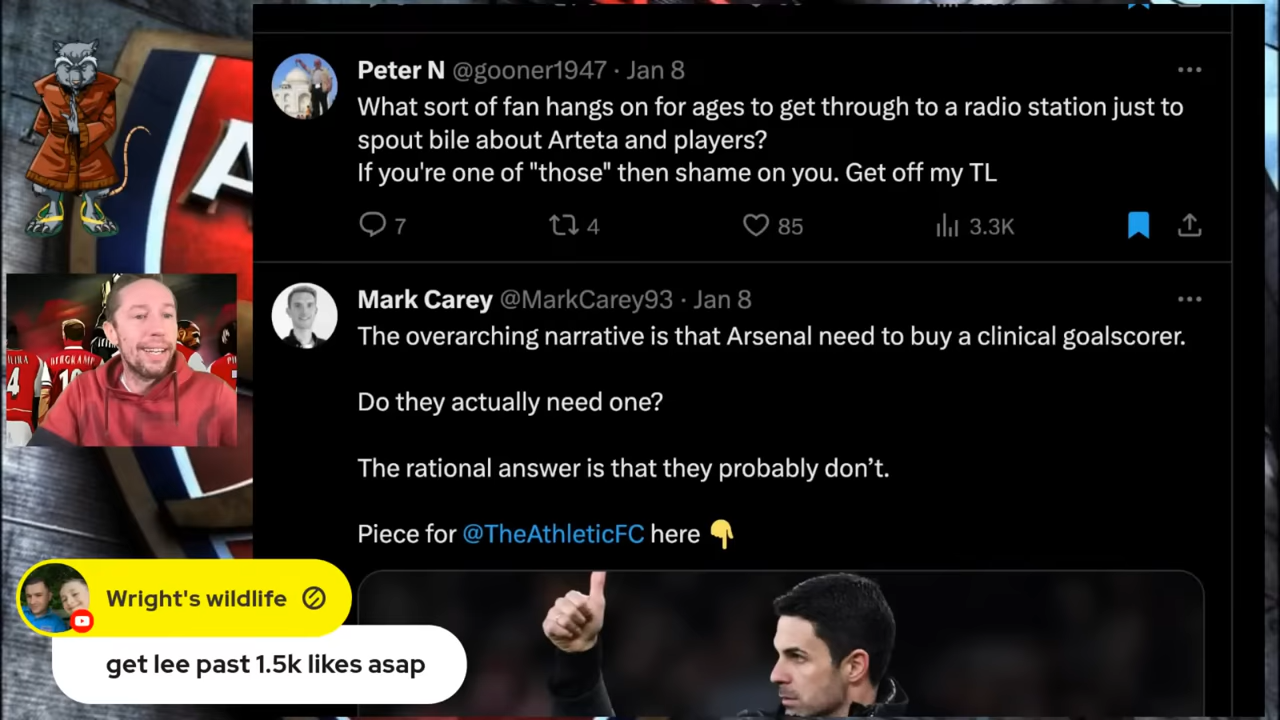 Peter N @gooner1947 · Jan 8
What sort of fan hangs on for ages to get through to a radio station just to
spout bile about Arteta and players?
If you're one of "those" then shame on you. Get off my TL
7 4 85 3.3K
Mark Carey @MarkCarey93 · Jan 8
The overarching narrative is that Arsenal need to buy a clinical goalscorer.
Do they actually need one?
The rational answer is that they probably don’t.
Piece for @TheAthleticFC here 👇
4
BERGKAMP
10
Wright's wildlife
get lee past 1.5k likes asap